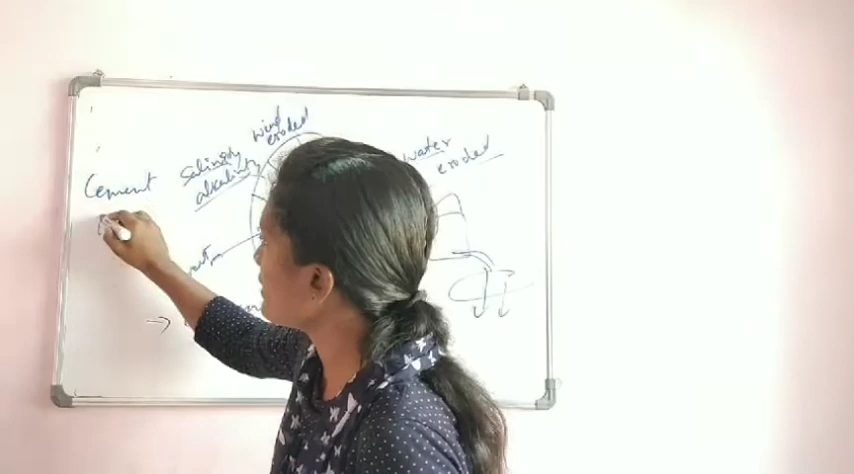 Cement
Salinity
alkalinity
wind
eroded
water
eroded